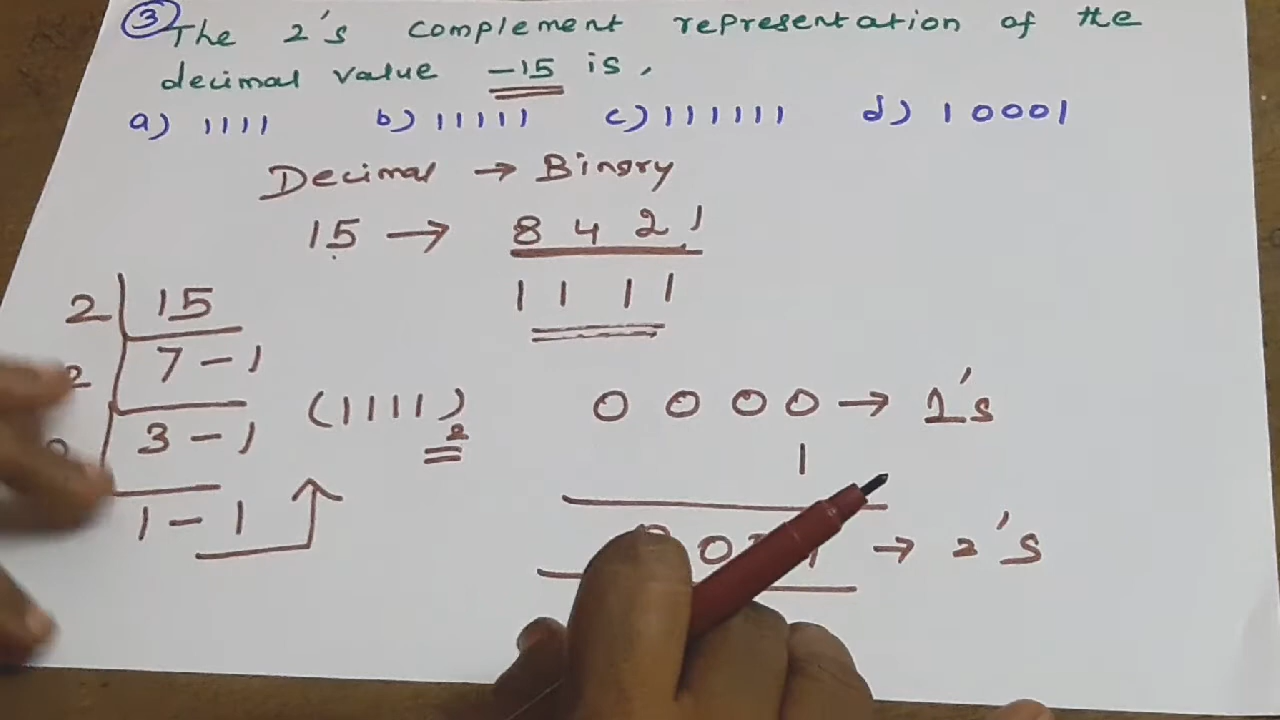 ③ The 2's complement representation of the
decimal value -15 is,
a) 1111 b) 11111 c) 111111 d) 10001
Decimal → Binary
15 → 8 4 2 1
1 1 1 1
2 15
7 - 1
3 - 1
1 - 1
(1111)2
0 0 0 0 → 1's
1
→ 2's